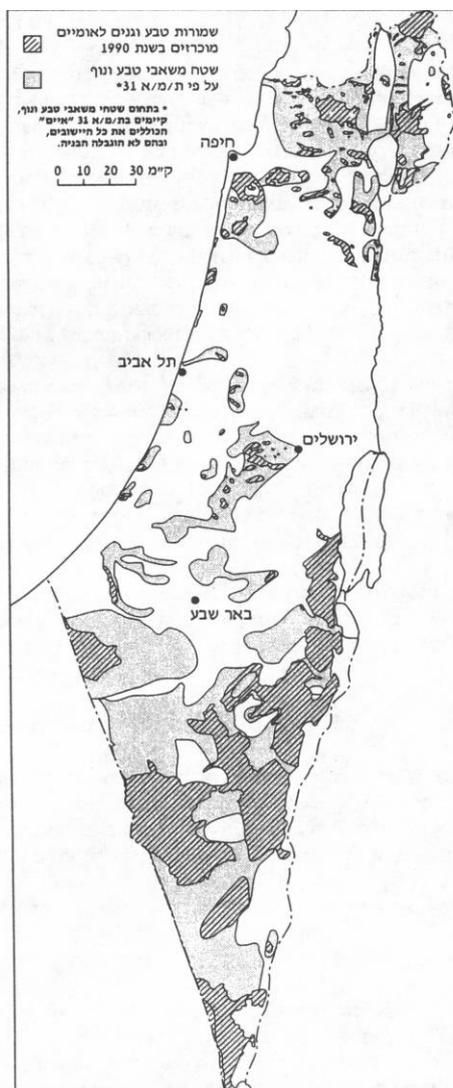 שמורות טבע וגנים לאומיים
מוכרזים בשנת 1990
שטח משאבי טבע ונוף
על פי ת/מ/א 31*
* בתחום שטחי משאבי טבע ונוף,
קיימים בת/מ/א 31 "איים"
הכוללים את כל היישובים,
ובהם לא הוגבלה הבניה.
0 10 20 30 ק"מ
חיפה
תל אביב
ירושלים
באר שבע